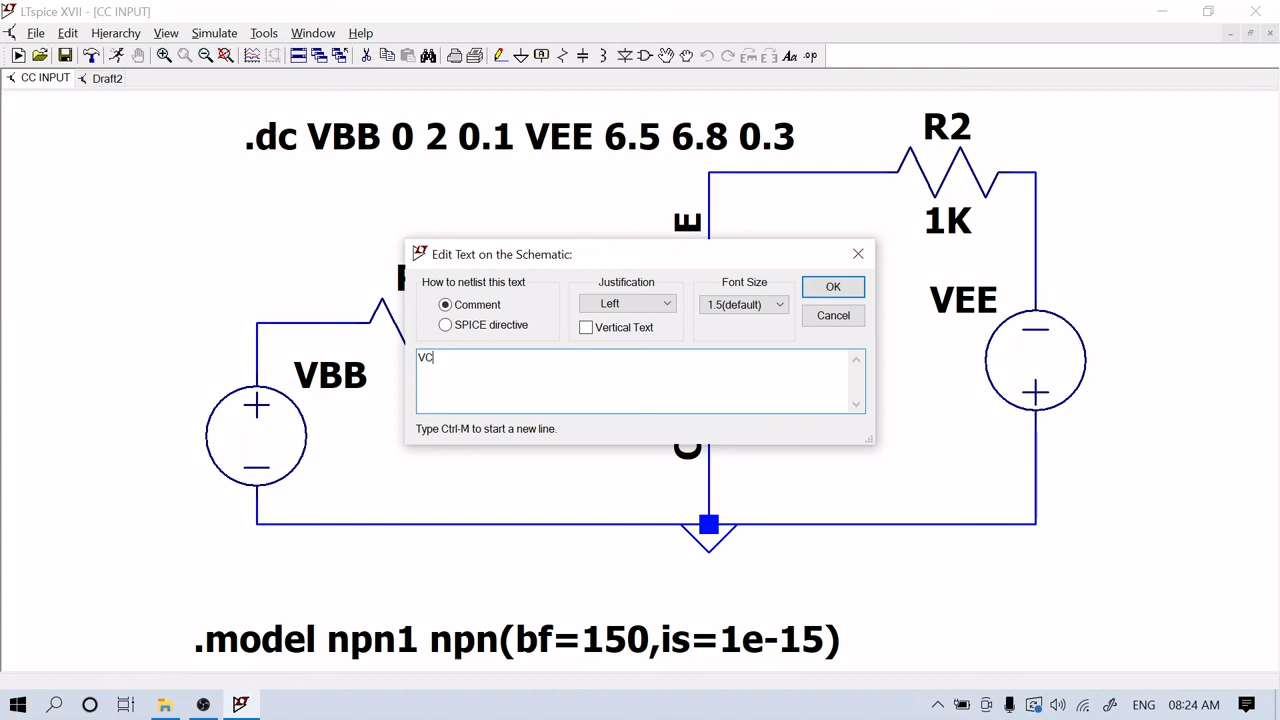 LTspice XVII - [CC INPUT]
File Edit Hierarchy View Simulate Tools Window Help
CC INPUT Draft2
.dc VBB 0 2 0.1 VEE 6.5 6.8 0.3
R2
1K
E
Edit Text on the Schematic:
How to netlist this text
Justification
Font Size
OK
Comment
Left
1.5(default)
SPICE directive
Vertical Text
Cancel
VC
Type Ctrl-M to start a new line.
VEE
VBB
C
.model npn1 npn(bf=150,is=1e-15)
ENG 08:24 AM